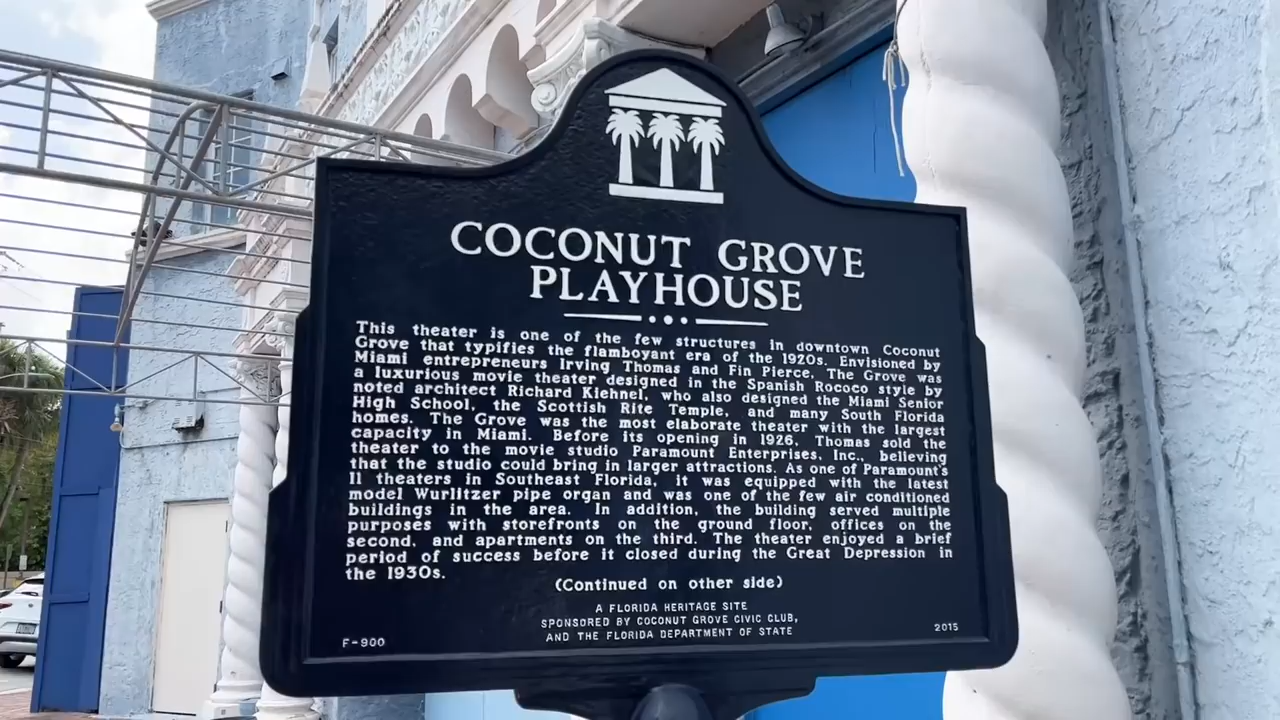 COCONUT GROVE
PLAYHOUSE
This theater is one of the few structures in downtown Coconut
Grove that typifies the flamboyant era of the 1920s. Envisioned by
Miami entrepreneurs Irving Thomas and Fin Pierce, The Grove was
a luxurious movie theater designed in the Spanish Rococo style by
noted architect Richard Kiehnel, who also designed the Miami Senior
High School, the Scottish Rite Temple, and many South Florida
homes. The Grove was the most elaborate theater with the largest
capacity in Miami. Before its opening in 1926, Thomas sold the
theater to the movie studio Paramount Enterprises, Inc., believing
that the studio could bring in larger attractions. As one of Paramount's
11 theaters in Southeast Florida, it was equipped with the latest
model Wurlitzer pipe organ and was one of the few air conditioned
buildings in the area. In addition, the building served multiple
purposes with storefronts on the ground floor, offices on the
second, and apartments on the third. The theater enjoyed a brief
period of success before it closed during the Great Depression in
the 1930s.
(Continued on other side)
A FLORIDA HERITAGE SITE
SPONSORED BY COCONUT GROVE CIVIC CLUB,
AND THE FLORIDA DEPARTMENT OF STATE
F-900
2015